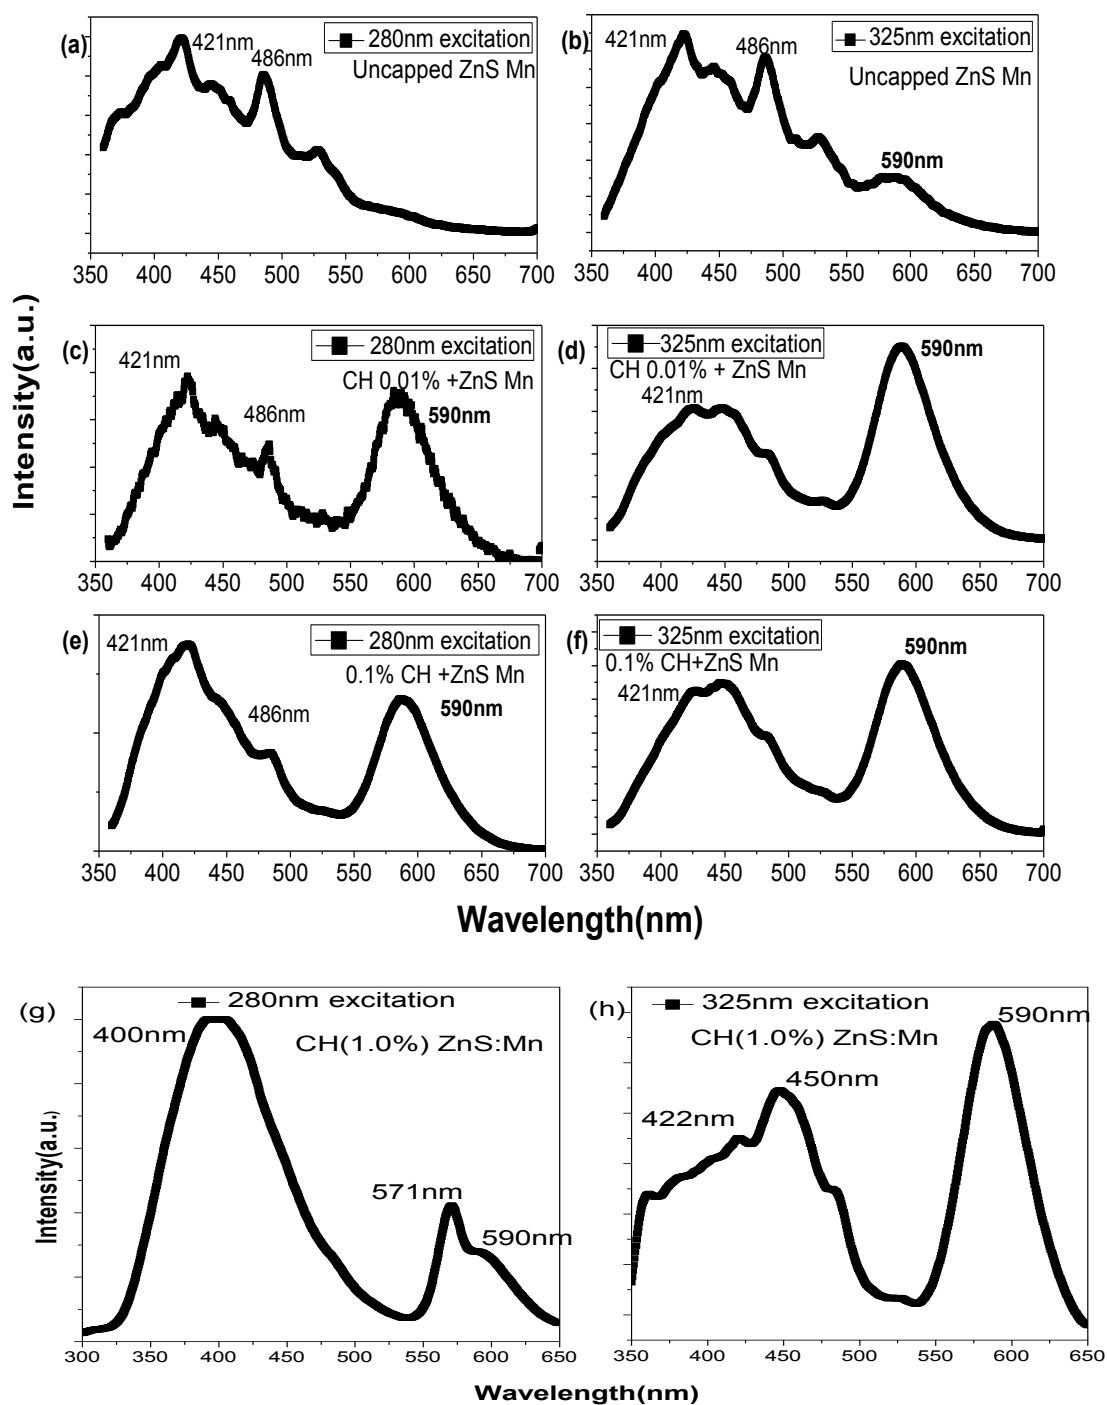 (a)
421nm
486nm
280nm excitation
Uncapped ZnS Mn
350 400 450 500 550 600 650 700
(b)
421nm
486nm
325nm excitation
Uncapped ZnS Mn
590nm
350 400 450 500 550 600 650 700
Intensity(a.u.)
(c)
421nm
486nm
280nm excitation
CH 0.01% +ZnS Mn
590nm
350 400 450 500 550 600 650 700
(d)
325nm excitation
CH 0.01% + ZnS Mn
421nm
590nm
350 400 450 500 550 600 650 700
(e)
421nm
486nm
280nm excitation
0.1% CH +ZnS Mn
590nm
350 400 450 500 550 600 650 700
(f)
325nm excitation
0.1% CH+ZnS Mn
421nm
590nm
350 400 450 500 550 600 650 700
Wavelength(nm)
(g)
280nm excitation
400nm
CH(1.0%) ZnS:Mn
571nm
590nm
Intensity(a.u.)
300 350 400 450 500 550 600 650
(h)
325nm excitation
590nm
CH(1.0%) ZnS:Mn
450nm
422nm
350 400 450 500 550 600 650
Wavelength(nm)